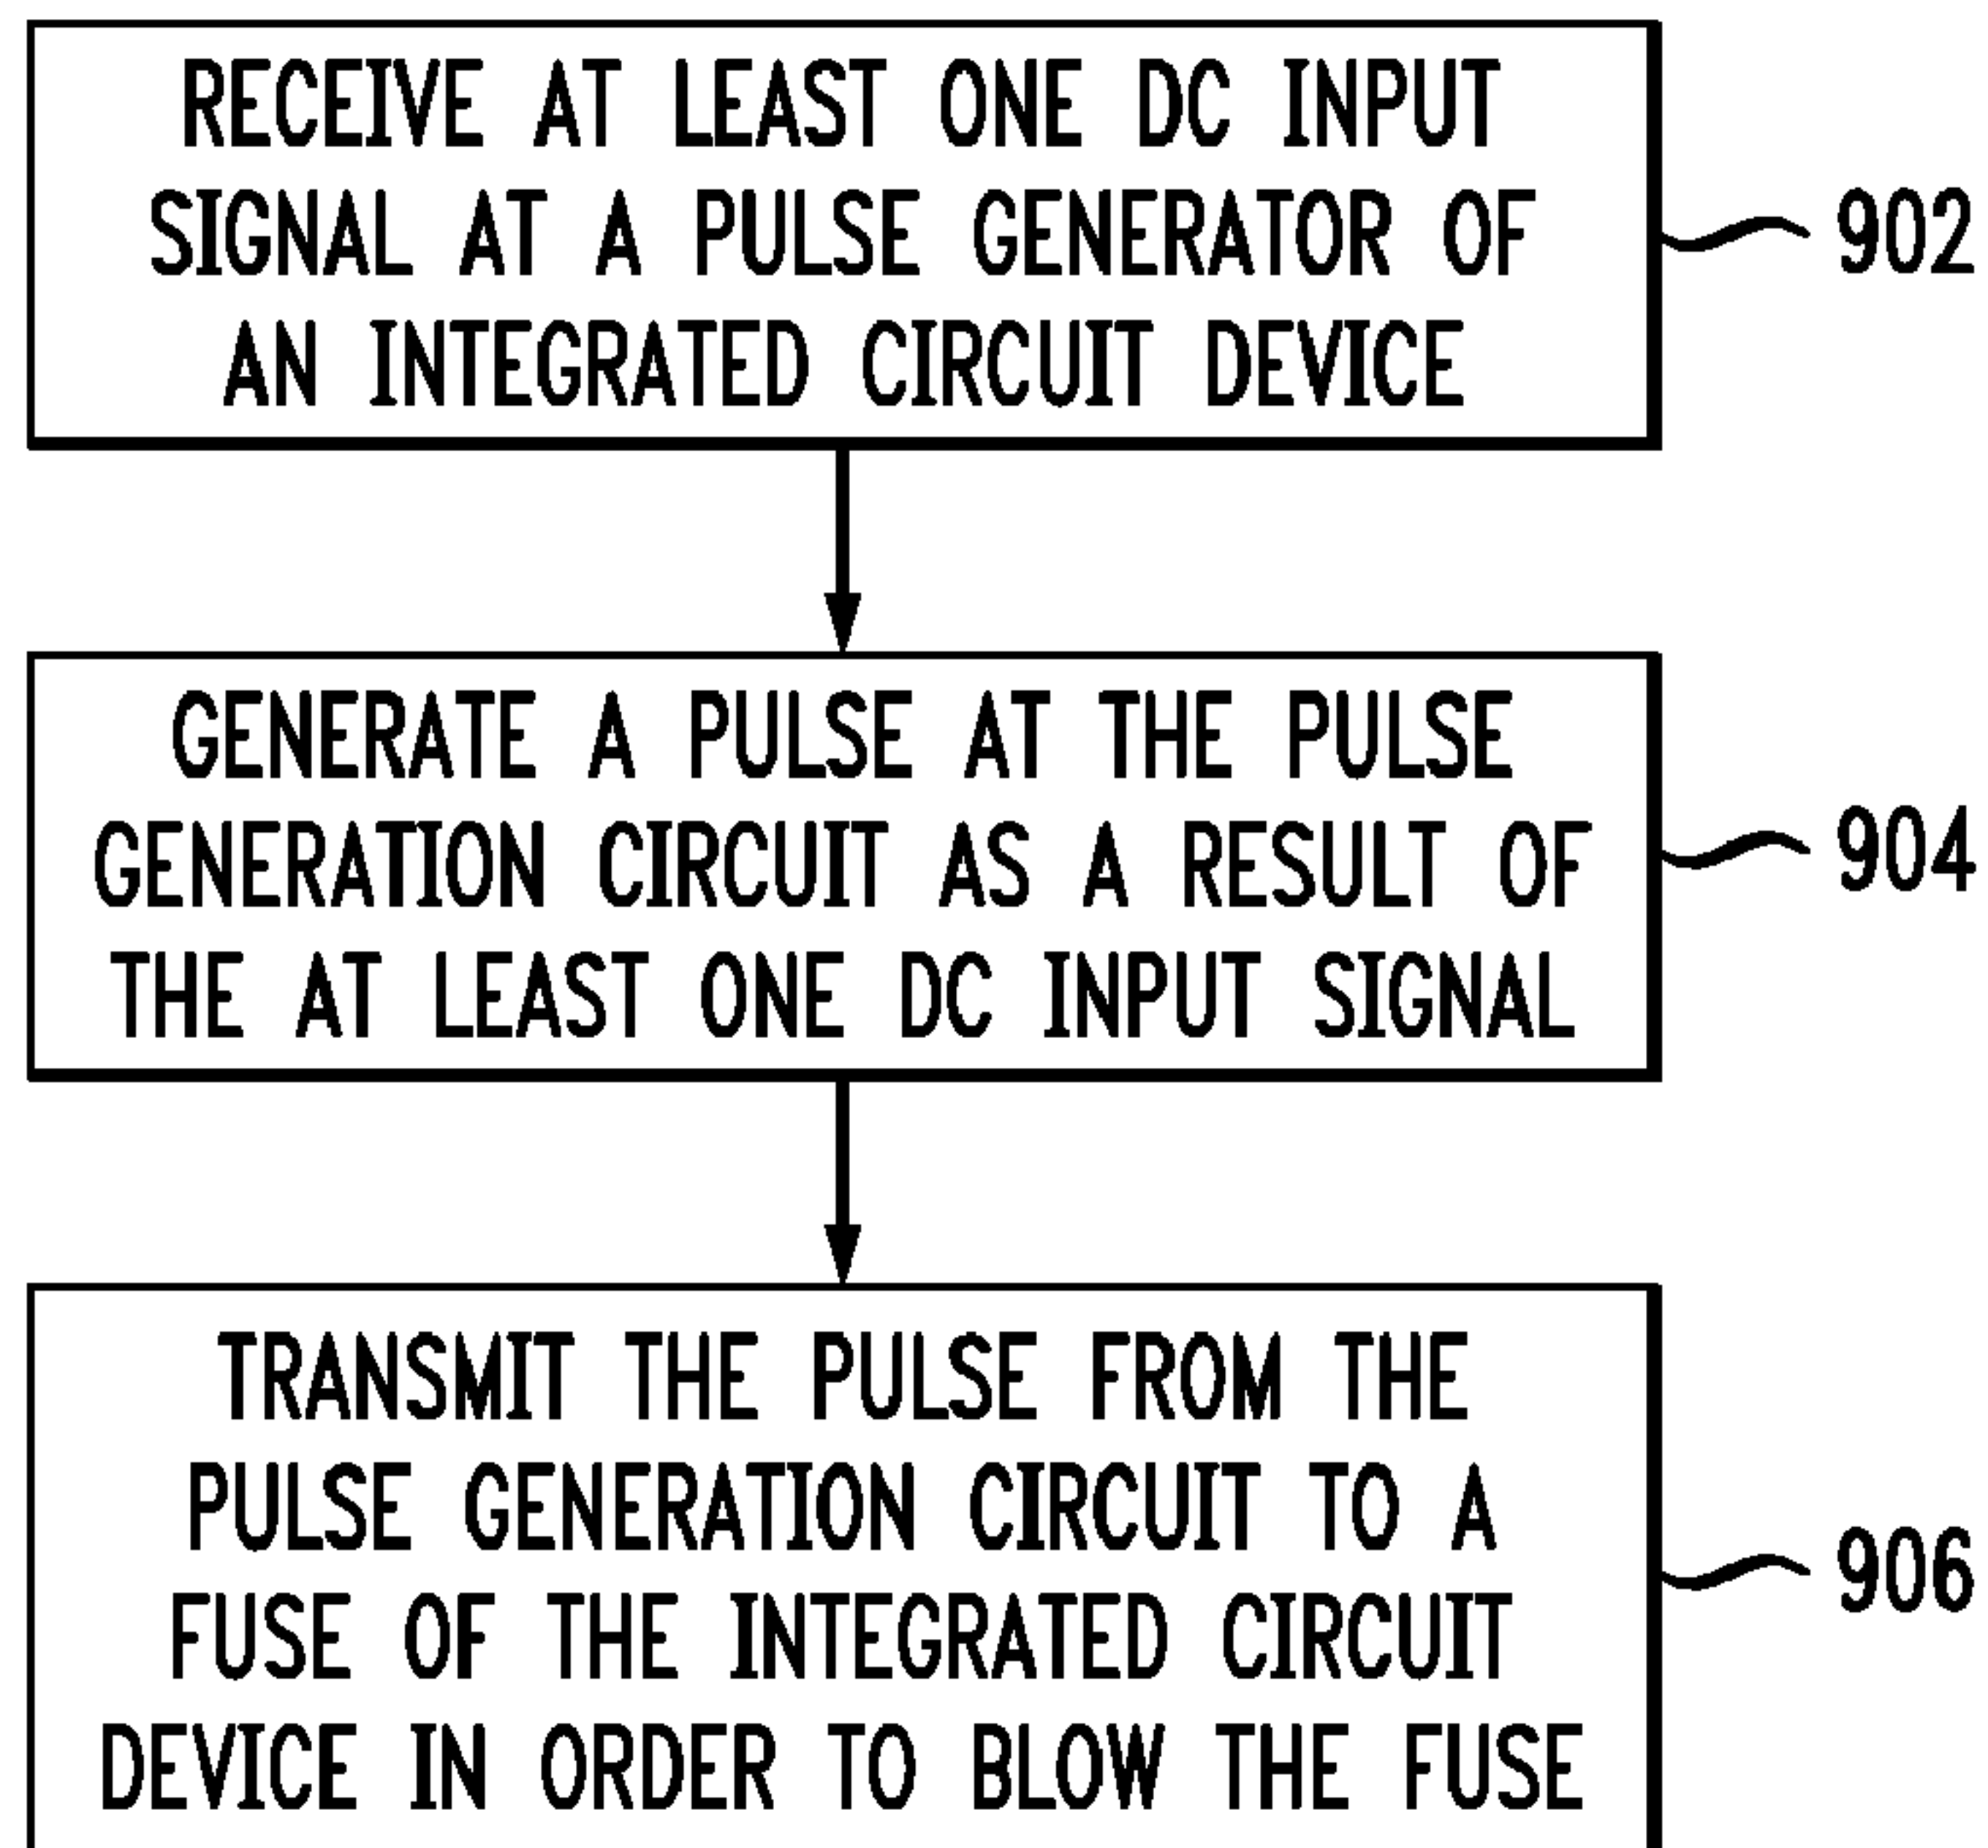 RECEIVE AT LEAST ONE DC INPUT
SIGNAL AT A PULSE GENERATOR OF
AN INTEGRATED CIRCUIT DEVICE
902
GENERATE A PULSE AT THE PULSE
GENERATION CIRCUIT AS A RESULT OF
THE AT LEAST ONE DC INPUT SIGNAL
904
TRANSMIT THE PULSE FROM THE
PULSE GENERATION CIRCUIT TO A
FUSE OF THE INTEGRATED CIRCUIT
DEVICE IN ORDER TO BLOW THE FUSE
906